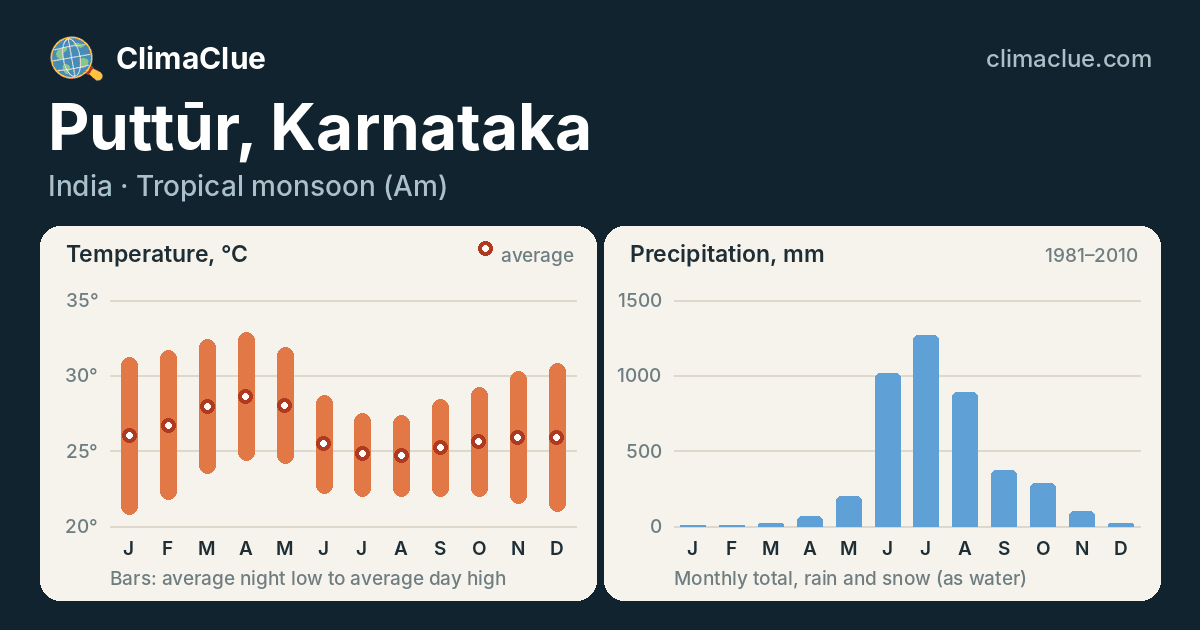 ClimaClue
climaclue.com
Puttūr, Karnataka
India · Tropical monsoon (Am)
Temperature, °C
average
35°
30°
25°
20°
J F M A M J J A S O N D
Bars: average night low to average day high
Precipitation, mm
1981–2010
1500
1000
500
0
J F M A M J J A S O N D
Monthly total, rain and snow (as water)